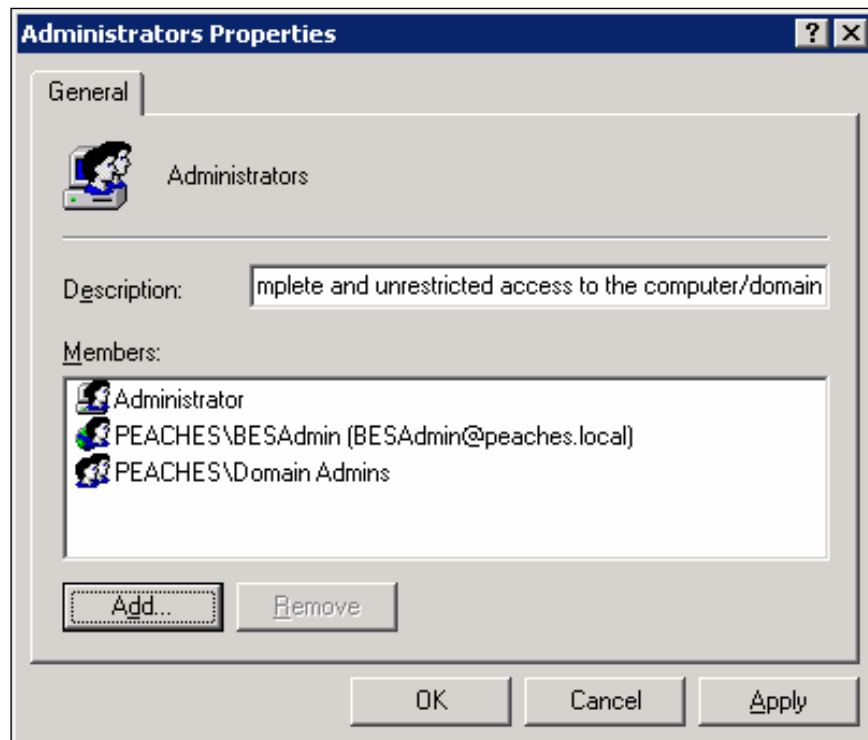 Administrators Properties
?
General
Administrators
Description:
mplete and unrestricted access to the computer/domain
Members:
Administrator
PEACHES\BESAdmin (BESAdmin@peaches.local)
PEACHES\Domain Admins
Add... Remove
OK Cancel Apply